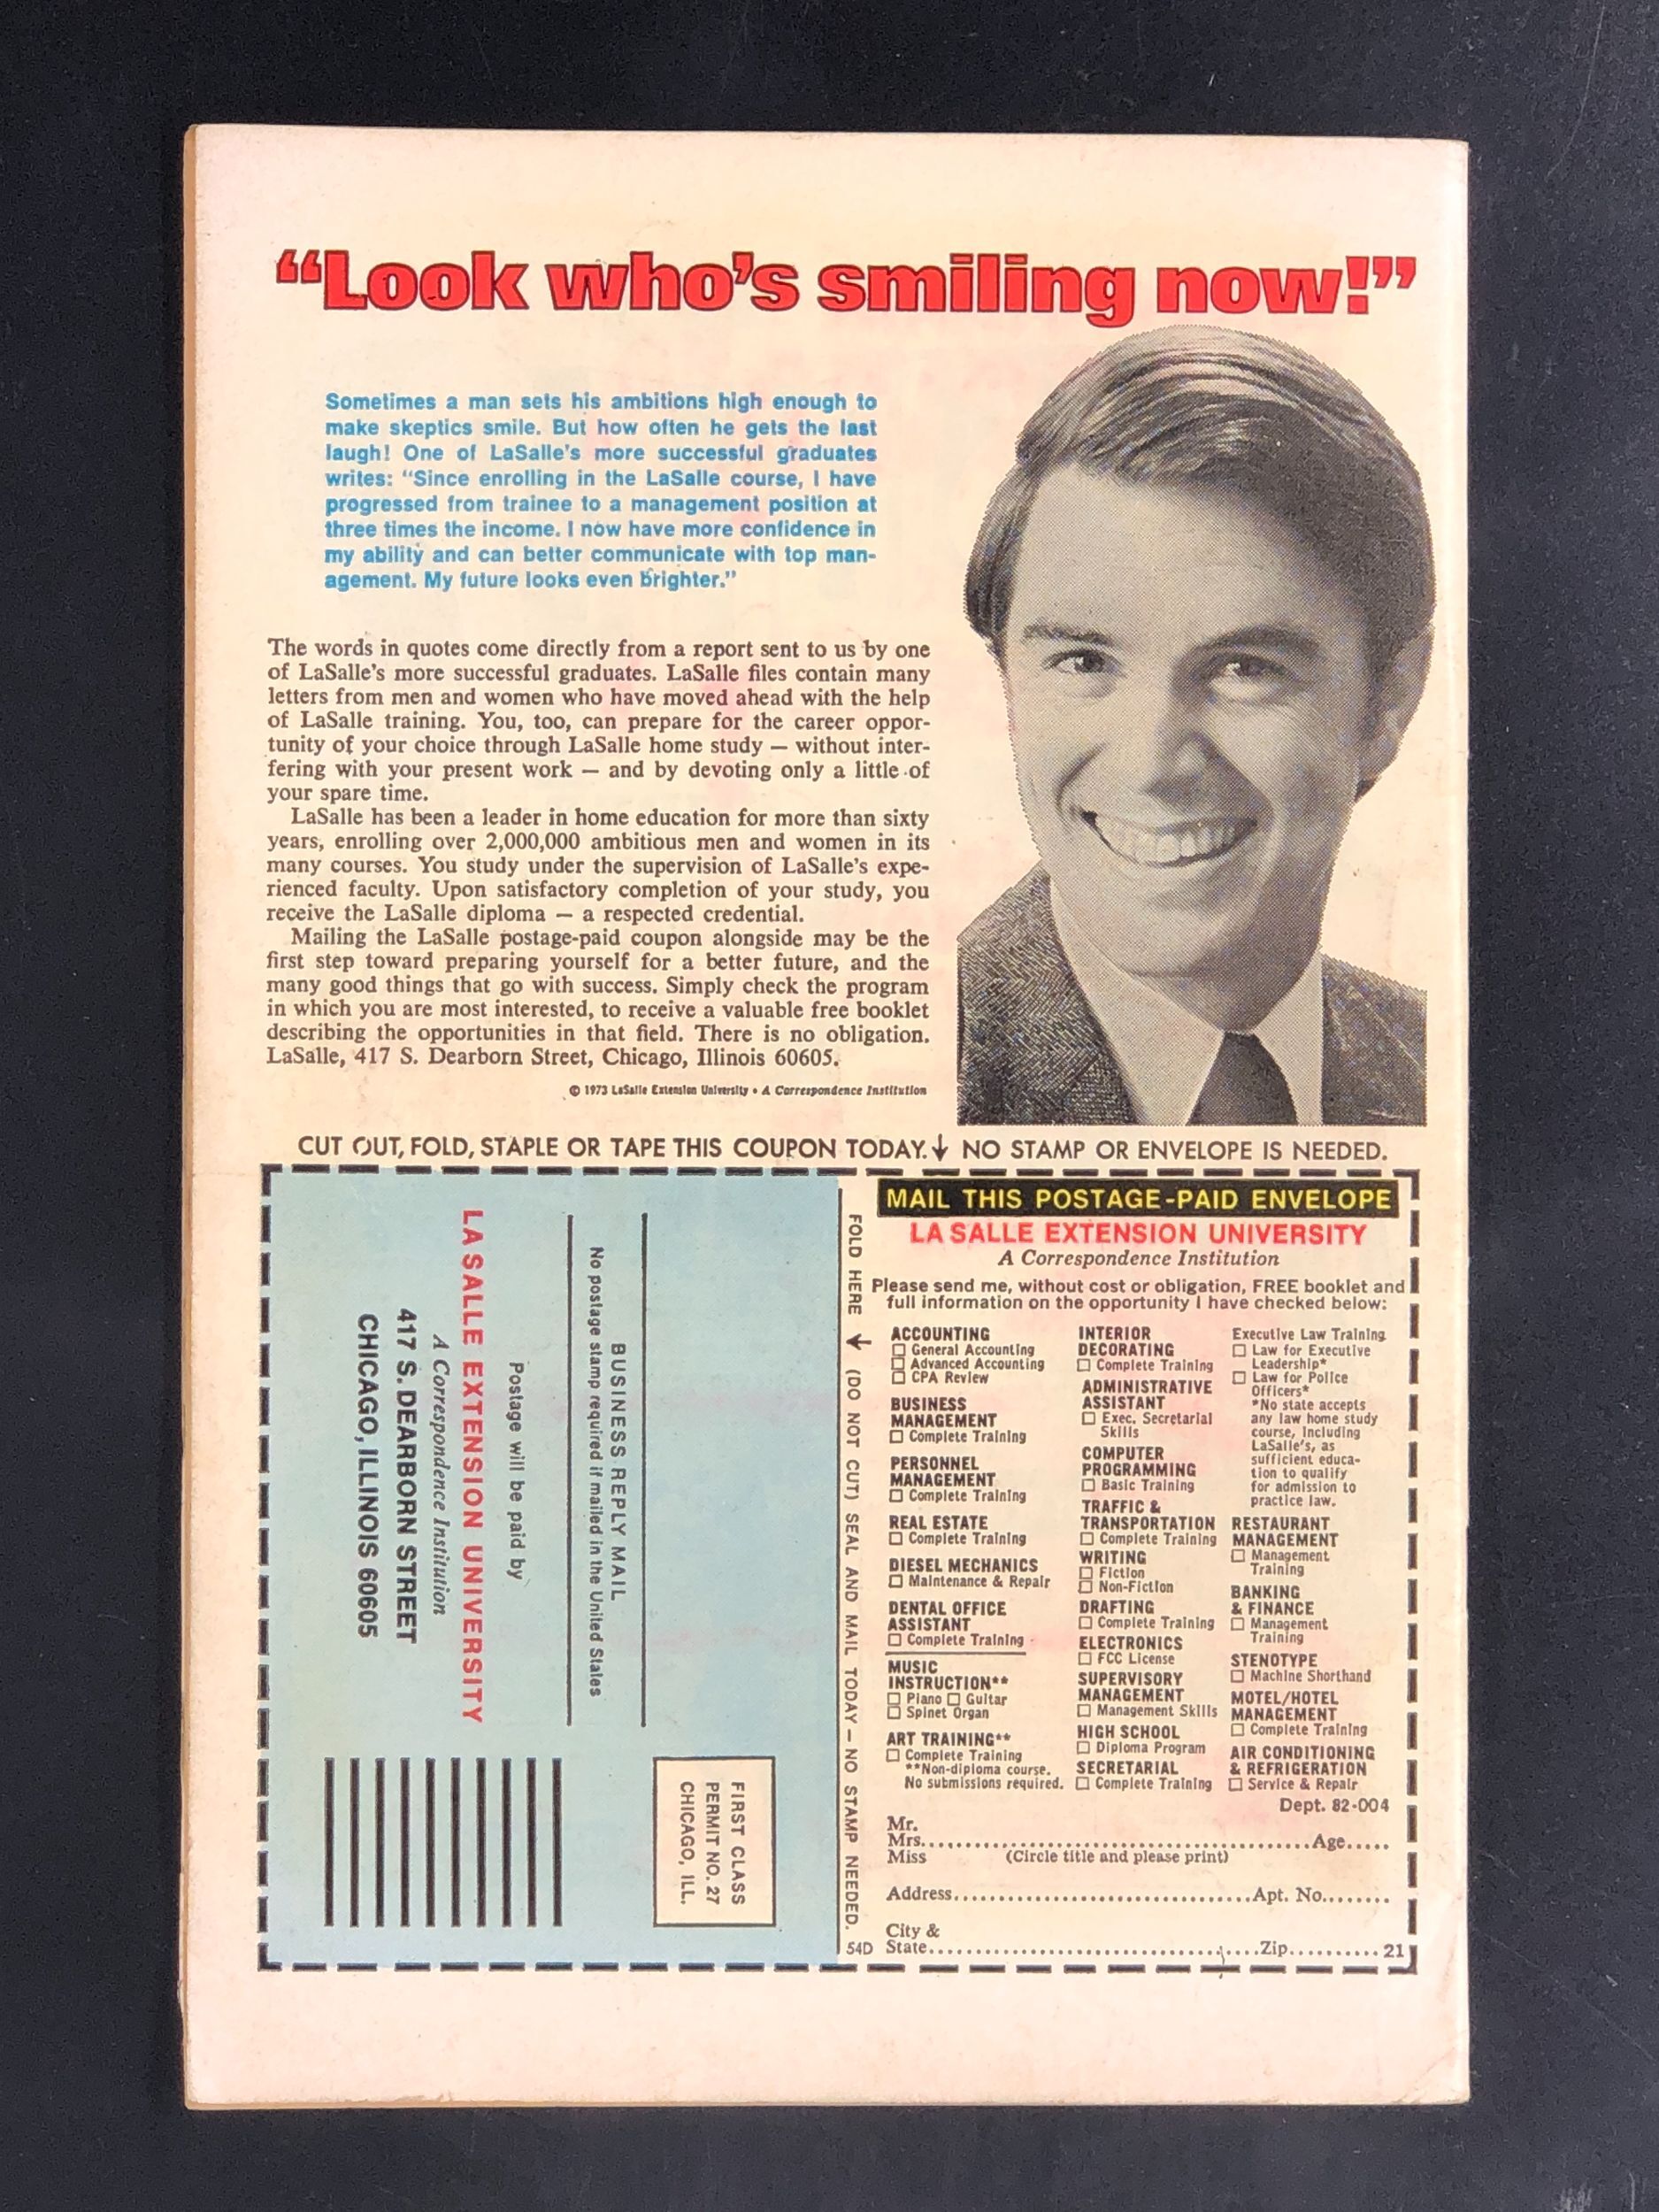 “Look who’s smiling now!”
Sometimes a man sets his ambitions high enough to
make skeptics smile. But how often he gets the last
laugh! One of LaSalle’s more successful graduates
writes: “Since enrolling in the LaSalle course, I have
progressed from trainee to a management position at
three times the income. I now have more confidence in
my ability and can better communicate with top man-
agement. My future looks even brighter.”
The words in quotes come directly from a report sent to us by one
of LaSalle’s more successful graduates. LaSalle files contain many
letters from men and women who have moved ahead with the help
of LaSalle training. You, too, can prepare for the career oppor-
tunity of your choice through LaSalle home study — without inter-
fering with your present work — and by devoting only a little of
your spare time.
LaSalle has been a leader in home education for more than sixty
years, enrolling over 2,000,000 ambitious men and women in its
many courses. You study under the supervision of LaSalle’s expe-
rienced faculty. Upon satisfactory completion of your study, you
receive the LaSalle diploma — a respected credential.
Mailing the LaSalle postage-paid coupon alongside may be the
first step toward preparing yourself for a better future, and the
many good things that go with success. Simply check the program
in which you are most interested, to receive a valuable free booklet
describing the opportunities in that field. There is no obligation.
LaSalle, 417 S. Dearborn Street, Chicago, Illinois 60605.
© 1973 LaSalle Extension University • A Correspondence Institution
CUT OUT, FOLD, STAPLE OR TAPE THIS COUPON TODAY.↓ NO STAMP OR ENVELOPE IS NEEDED.
FIRST CLASS
PERMIT NO. 27
CHICAGO, ILL.
BUSINESS REPLY MAIL
No postage stamp required if mailed in the United States
Postage will be paid by
LA SALLE EXTENSION UNIVERSITY
A Correspondence Institution
417 S. DEARBORN STREET
CHICAGO, ILLINOIS 60605
FOLD HERE ↓ (DO NOT CUT) SEAL AND MAIL TODAY — NO STAMP NEEDED.
54D
MAIL THIS POSTAGE-PAID ENVELOPE
LA SALLE EXTENSION UNIVERSITY
A Correspondence Institution
Please send me, without cost or obligation, FREE booklet and
full information on the opportunity I have checked below:
ACCOUNTING
☐ General Accounting
☐ Advanced Accounting
☐ CPA Review
BUSINESS
MANAGEMENT
☐ Complete Training
PERSONNEL
MANAGEMENT
☐ Complete Training
REAL ESTATE
☐ Complete Training
DIESEL MECHANICS
☐ Maintenance & Repair
DENTAL OFFICE
ASSISTANT
☐ Complete Training
MUSIC
INSTRUCTION**
☐ Piano ☐ Guitar
☐ Spinet Organ
ART TRAINING**
☐ Complete Training
**Non-diploma course.
No submissions required.
INTERIOR
DECORATING
☐ Complete Training
ADMINISTRATIVE
ASSISTANT
☐ Exec. Secretarial
Skills
COMPUTER
PROGRAMMING
☐ Basic Training
TRAFFIC &
TRANSPORTATION
☐ Complete Training
WRITING
☐ Fiction
☐ Non-Fiction
DRAFTING
☐ Complete Training
ELECTRONICS
☐ FCC License
SUPERVISORY
MANAGEMENT
☐ Management Skills
HIGH SCHOOL
☐ Diploma Program
SECRETARIAL
☐ Complete Training
Executive Law Training
☐ Law for Executive
Leadership*
☐ Law for Police
Officers*
*No state accepts
any law home study
course, including
LaSalle’s, as
sufficient educa-
tion to qualify
for admission to
practice law.
RESTAURANT
MANAGEMENT
☐ Management
Training
BANKING
& FINANCE
☐ Management
Training
STENOTYPE
☐ Machine Shorthand
MOTEL/HOTEL
MANAGEMENT
☐ Complete Training
AIR CONDITIONING
& REFRIGERATION
☐ Service & Repair
Dept. 82-004
Mr.
Mrs. Age
Miss (Circle title and please print)
Address Apt. No.
City &
State Zip 21